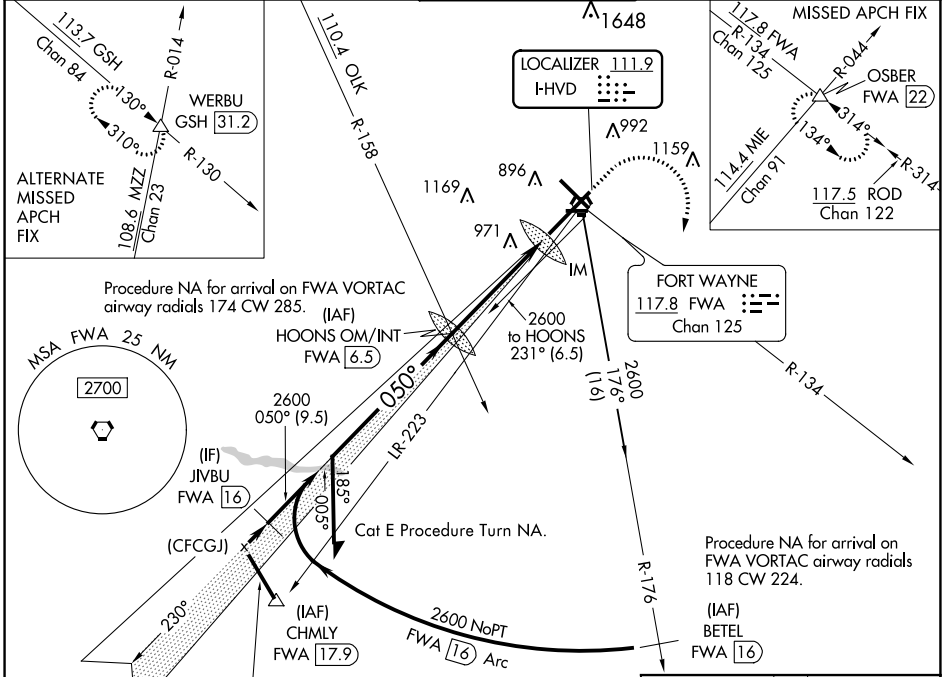 113.7 GSH
Chan 84
R-014
130°
310°
WERBU
GSH 31.2
R-130
108.6 MZZ
Chan 23
ALTERNATE
MISSED
APCH
FIX
110.4 OLK
R-158
1648
LOCALIZER 111.9
I-HVD
992
1159
896
1169
971
IM
117.8 FWA
R-134
Chan 125
MISSED APCH FIX
R-044
OSBER
FWA 22
314°
134°
R-314
114.4 MIE
Chan 91
117.5 ROD
Chan 122
Procedure NA for arrival on FWA VORTAC
airway radials 174 CW 285.
(IAF)
HOONS OM/INT
FWA 6.5
2600
to HOONS
231° (6.5)
FORT WAYNE
117.8 FWA
Chan 125
R-134
MSA FWA 25 NM
2700
2600
050° (9.5)
050°
LR-223
2600
176°
(16)
(IF)
JIVBU
FWA 16
185°
005°
(CFCGJ)
Cat E Procedure Turn NA.
230°
(IAF)
CHMLY
FWA 17.9
2600 NoPT
FWA 16 Arc
R-176
Procedure NA for arrival on
FWA VORTAC airway radials
118 CW 224.
(IAF)
BETEL
FWA 16